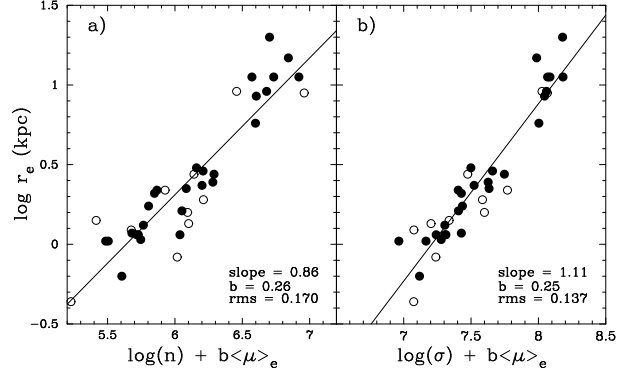 a)
b)
1.5
1
0.5
0
−0.5
log r_e (kpc)
slope = 0.86
b = 0.26
rms = 0.170
slope = 1.11
b = 0.25
rms = 0.137
5.5 6 6.5 7
7 7.5 8 8.5
log(n) + b<μ>_e
log(σ) + b<μ>_e